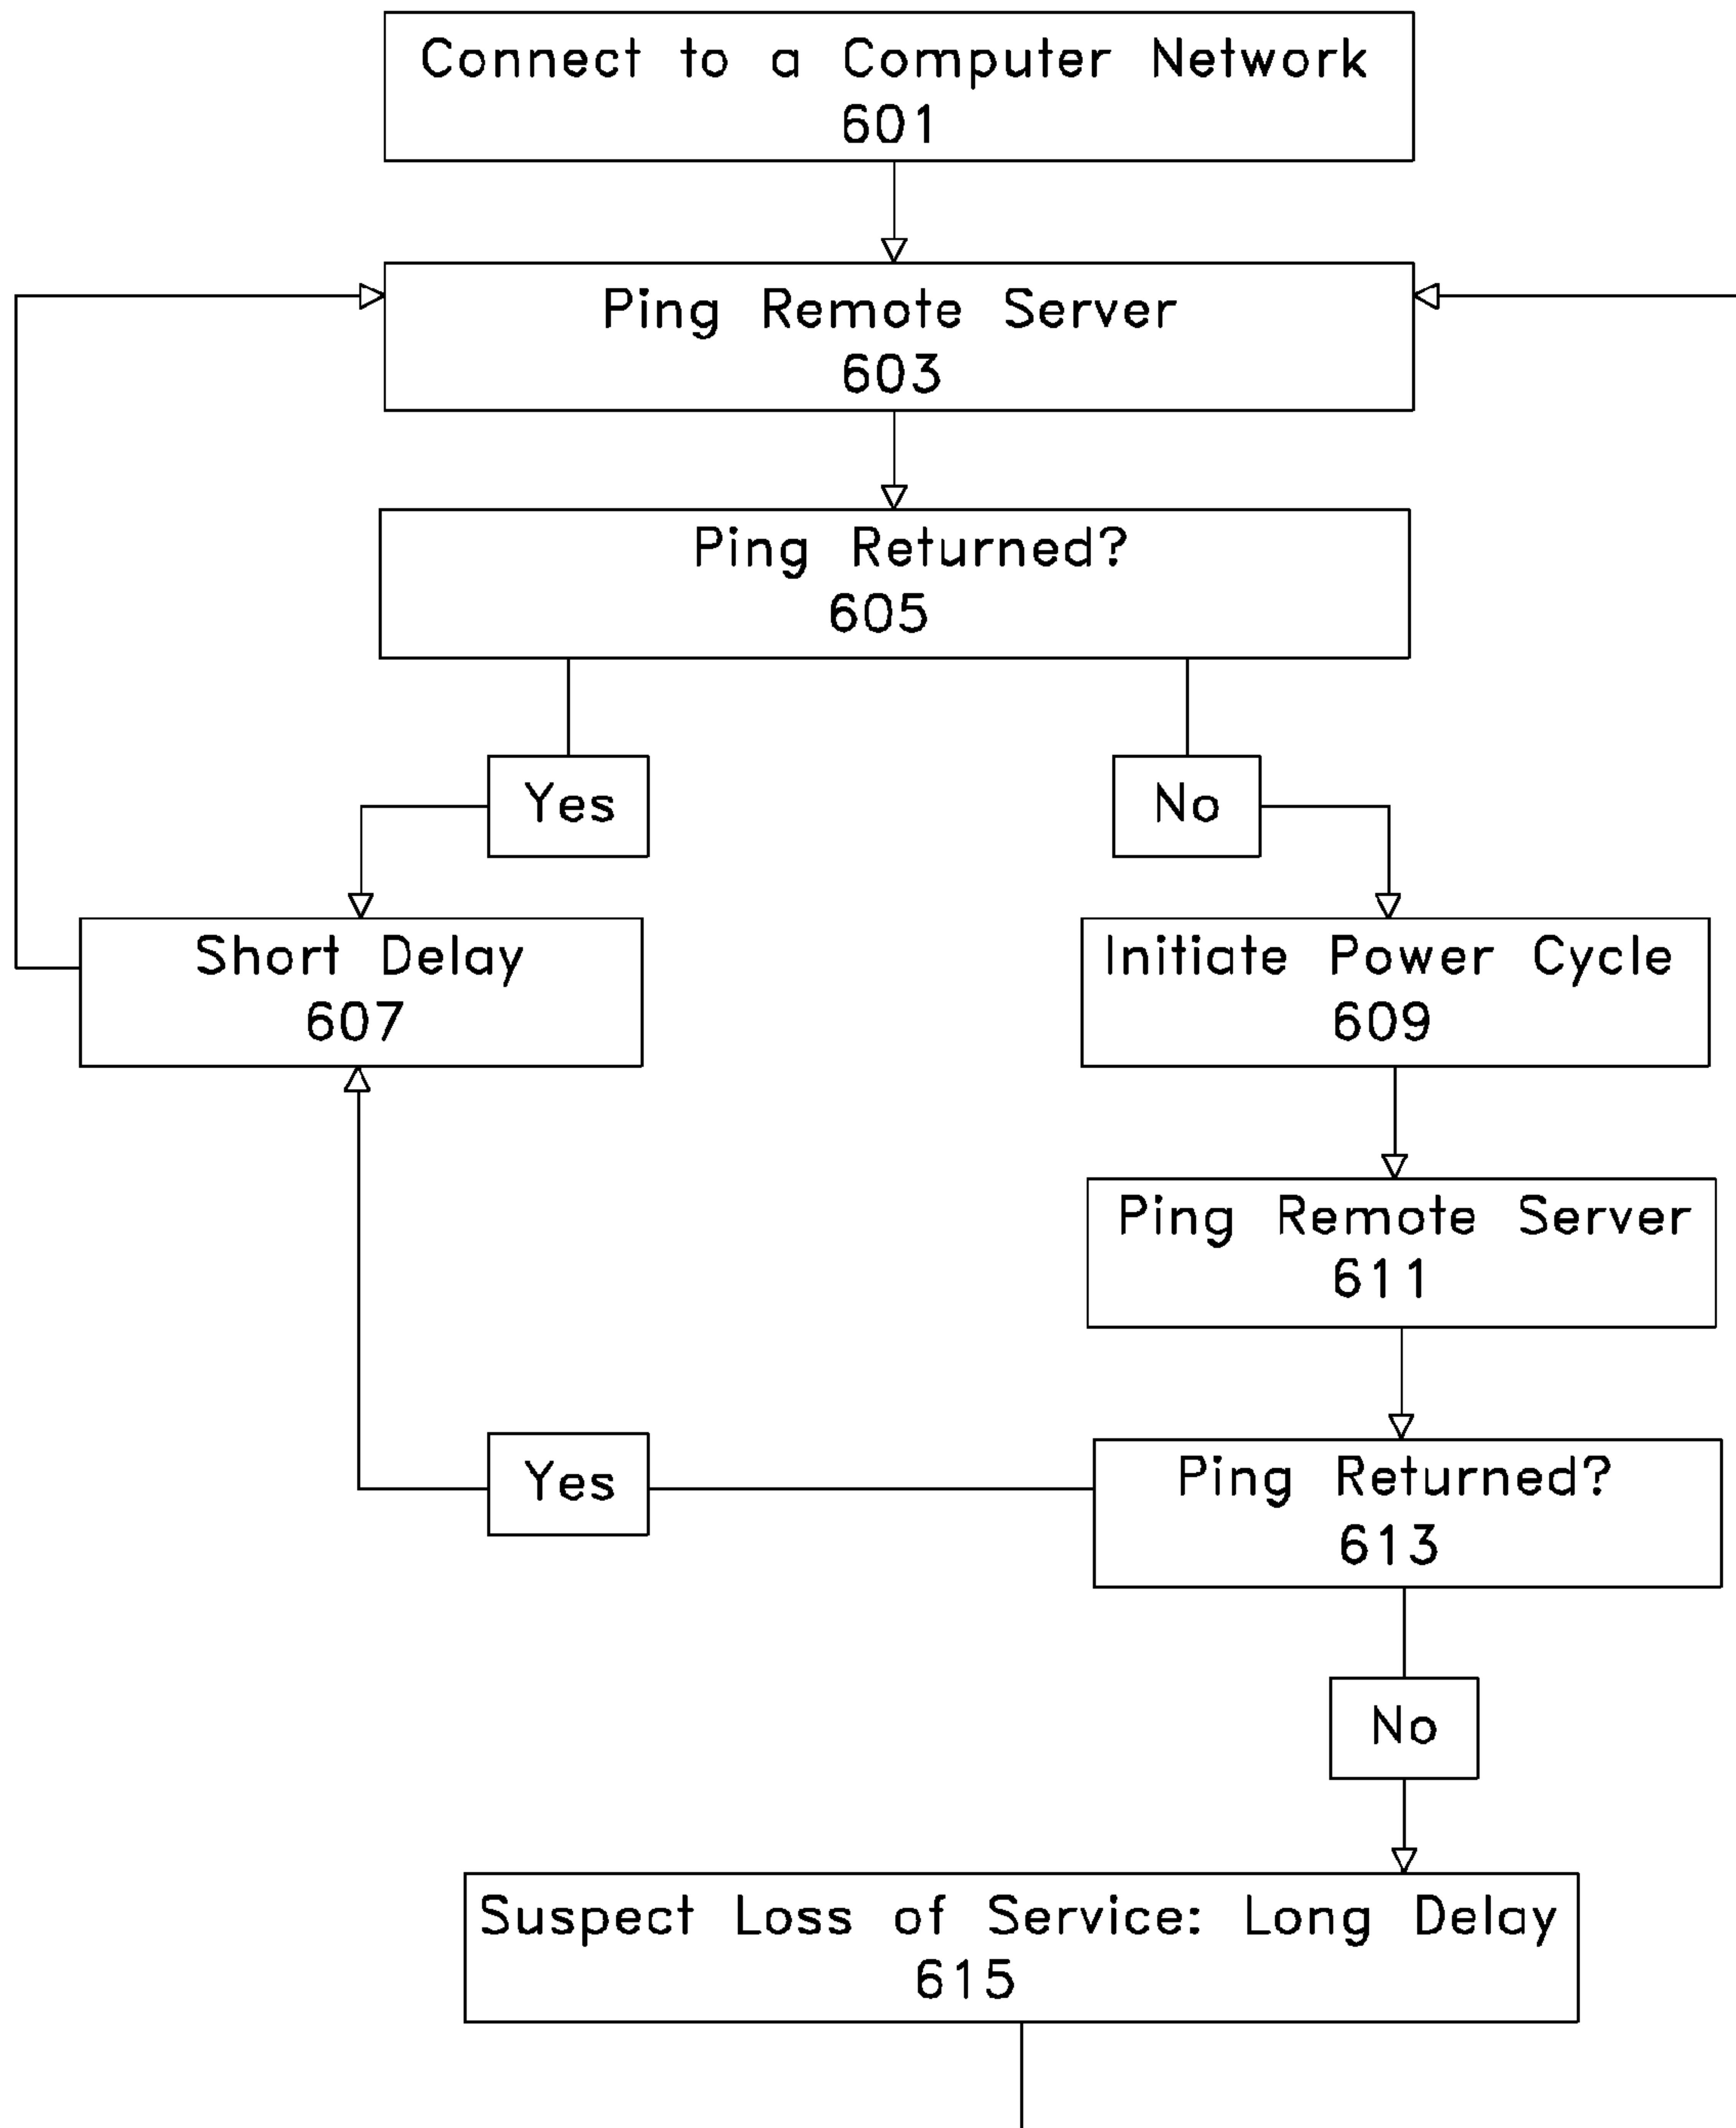 Connect to a Computer Network
601
Ping Remote Server
603
Ping Returned?
605
Yes
No
Short Delay
607
Initiate Power Cycle
609
Ping Remote Server
611
Yes
Ping Returned?
613
No
Suspect Loss of Service: Long Delay
615